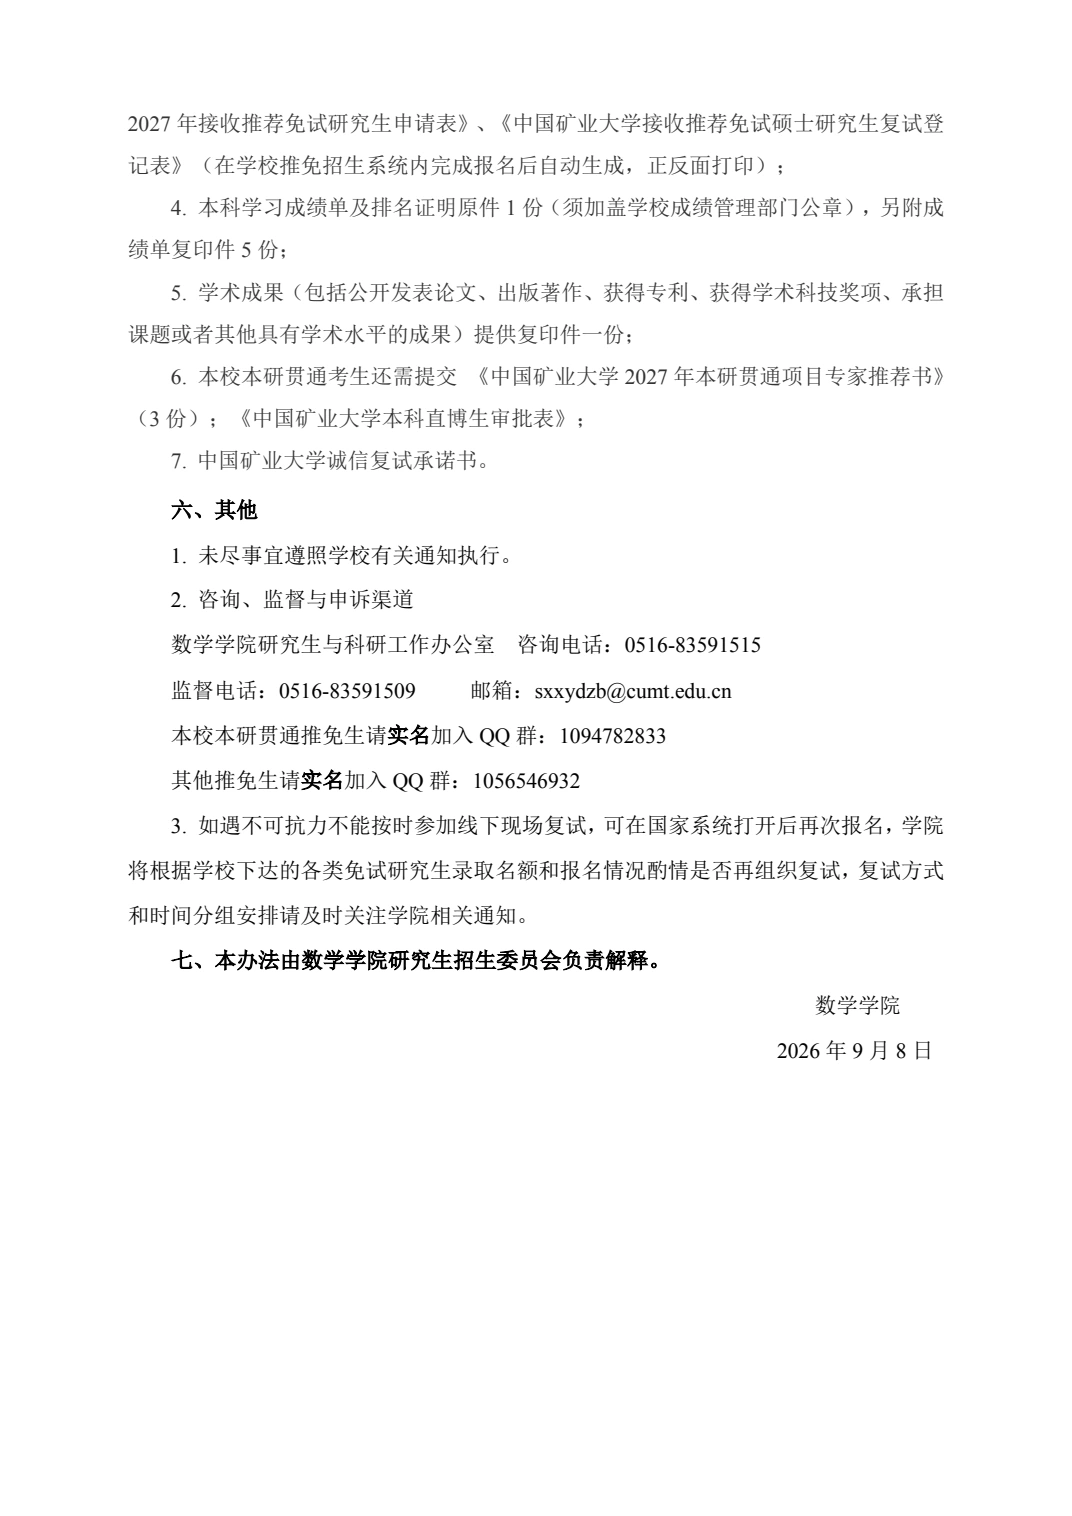 2027 年接收推荐免试研究生申请表》、《中国矿业大学接收推荐免试硕士研究生复试登
记表》（在学校推免招生系统内完成报名后自动生成，正反面打印）；
4. 本科学习成绩单及排名证明原件 1 份（须加盖学校成绩管理部门公章），另附成
绩单复印件 5 份；
5. 学术成果（包括公开发表论文、出版著作、获得专利、获得学术科技奖项、承担
课题或者其他具有学术水平的成果）提供复印件一份；
6. 本校本研贯通考生还需提交 《中国矿业大学 2027 年本研贯通项目专家推荐书》
（3 份）；《中国矿业大学本科直博生审批表》；
7. 中国矿业大学诚信复试承诺书。
六、其他
1. 未尽事宜遵照学校有关通知执行。
2. 咨询、监督与申诉渠道
数学学院研究生与科研工作办公室 咨询电话：0516-83591515
监督电话：0516-83591509 邮箱：sxxydzb@cumt.edu.cn
本校本研贯通推免生请实名加入 QQ 群：1094782833
其他推免生请实名加入 QQ 群：1056546932
3. 如遇不可抗力不能按时参加线下现场复试，可在国家系统打开后再次报名，学院
将根据学校下达的各类免试研究生录取名额和报名情况酌情是否再组织复试，复试方式
和时间分组安排请及时关注学院相关通知。
七、本办法由数学学院研究生招生委员会负责解释。
数学学院
2026 年 9 月 8 日